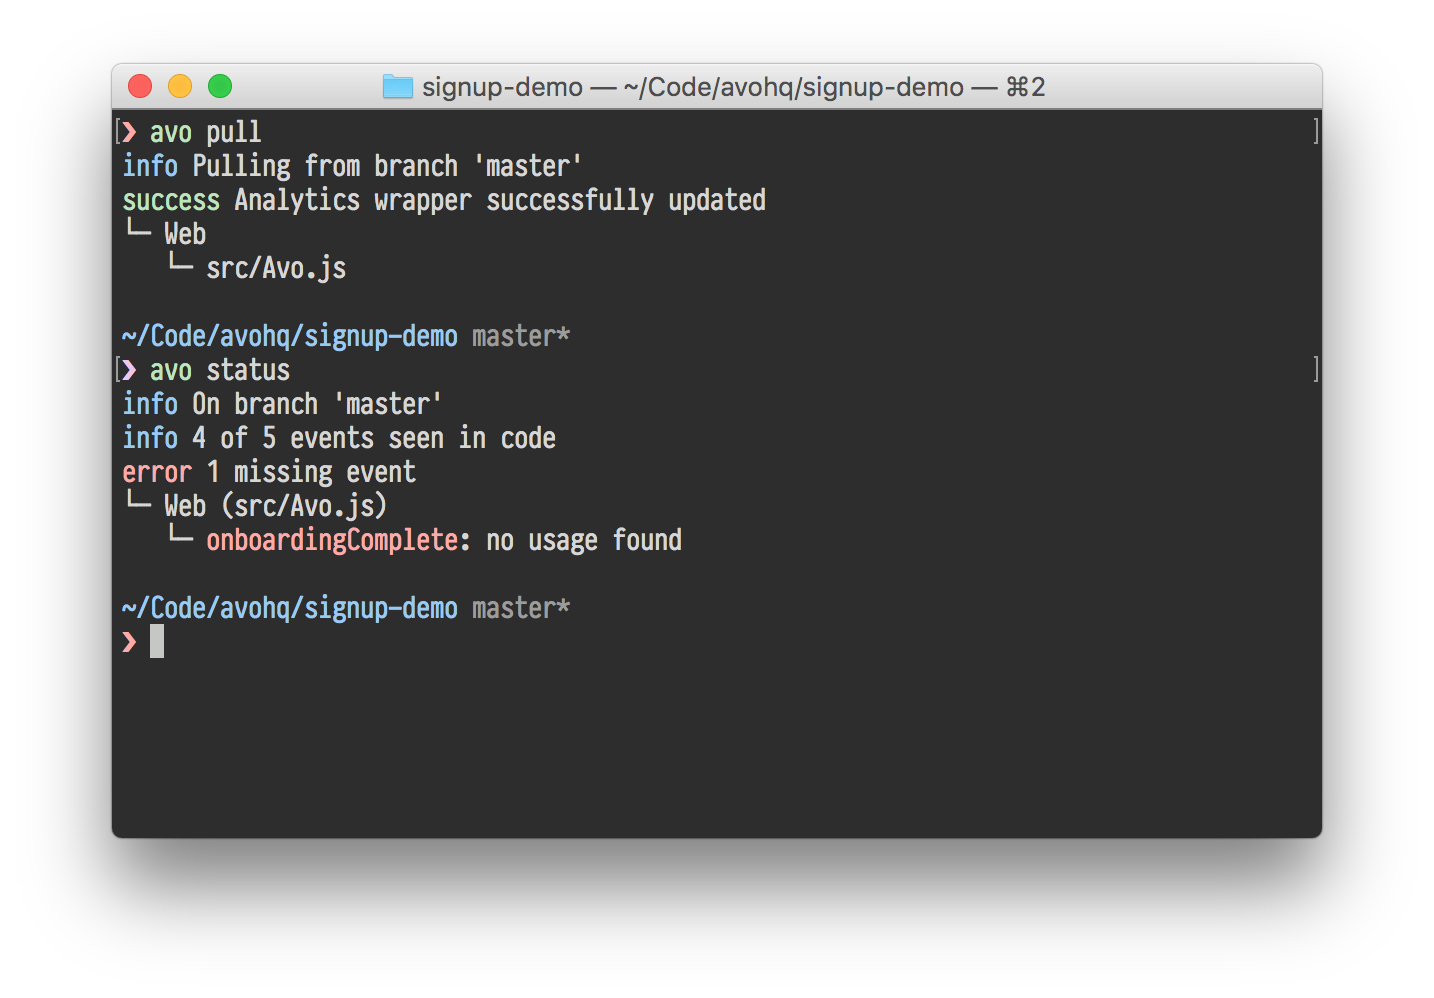 signup-demo — ~/Code/avohq/signup-demo — ⌘2
[❯ avo pull ]
info Pulling from branch 'master'
success Analytics wrapper successfully updated
└─ Web
   └─ src/Avo.js
~/Code/avohq/signup-demo master*
[❯ avo status ]
info On branch 'master'
info 4 of 5 events seen in code
error 1 missing event
└─ Web (src/Avo.js)
   └─ onboardingComplete: no usage found
~/Code/avohq/signup-demo master*
❯